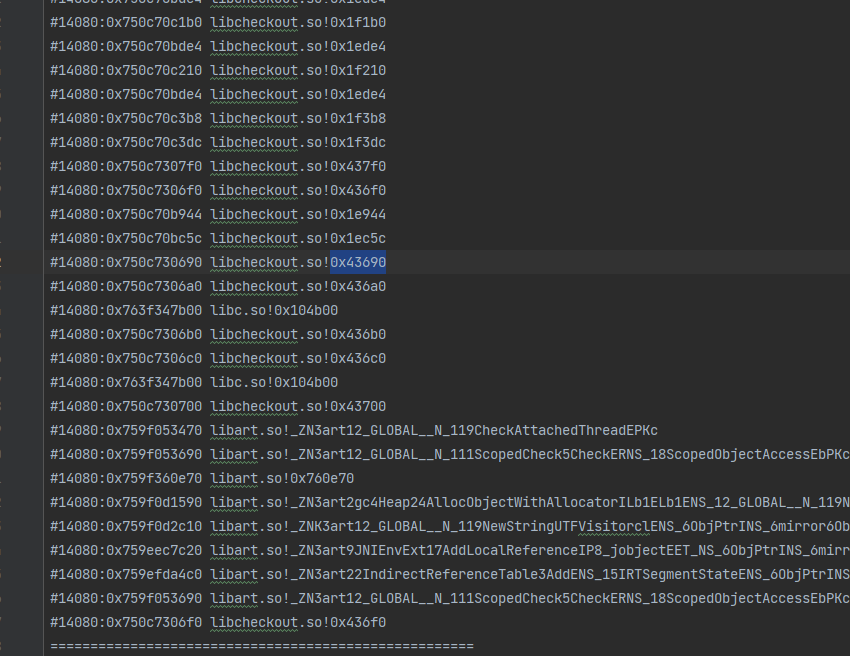 #14080:0x750c70bde4 libcheckout.so!0x1ede4
#14080:0x750c70c1b0 libcheckout.so!0x1f1b0
#14080:0x750c70bde4 libcheckout.so!0x1ede4
#14080:0x750c70c210 libcheckout.so!0x1f210
#14080:0x750c70bde4 libcheckout.so!0x1ede4
#14080:0x750c70c3b8 libcheckout.so!0x1f3b8
#14080:0x750c70c3dc libcheckout.so!0x1f3dc
#14080:0x750c7307f0 libcheckout.so!0x437f0
#14080:0x750c7306f0 libcheckout.so!0x436f0
#14080:0x750c70b944 libcheckout.so!0x1e944
#14080:0x750c70bc5c libcheckout.so!0x1ec5c
#14080:0x750c730690 libcheckout.so!0x43690
#14080:0x750c7306a0 libcheckout.so!0x436a0
#14080:0x763f347b00 libc.so!0x104b00
#14080:0x750c7306b0 libcheckout.so!0x436b0
#14080:0x750c7306c0 libcheckout.so!0x436c0
#14080:0x763f347b00 libc.so!0x104b00
#14080:0x750c730700 libcheckout.so!0x43700
#14080:0x759f053470 libart.so!_ZN3art12_GLOBAL__N_119CheckAttachedThreadEPKc
#14080:0x759f053690 libart.so!_ZN3art12_GLOBAL__N_111ScopedCheck5CheckERNS_18ScopedObjectAccessEbPKc
#14080:0x759f360e70 libart.so!0x760e70
#14080:0x759f0d1590 libart.so!_ZN3art2gc4Heap24AllocObjectWithAllocatorILb1ELb1ENS_12_GLOBAL__N_119N
#14080:0x759f0d2c10 libart.so!_ZNK3art12_GLOBAL__N_119NewStringUTFVisitorclENS_6ObjPtrINS_6mirror6Ob
#14080:0x759eec7c20 libart.so!_ZN3art9JNIEnvExt17AddLocalReferenceIP8_jobjectEET_NS_6ObjPtrINS_6mirr
#14080:0x759efda4c0 libart.so!_ZN3art22IndirectReferenceTable3AddENS_15IRTSegmentStateENS_6ObjPtrINS
#14080:0x759f053690 libart.so!_ZN3art12_GLOBAL__N_111ScopedCheck5CheckERNS_18ScopedObjectAccessEbPKc
#14080:0x750c7306f0 libcheckout.so!0x436f0
=====================================================